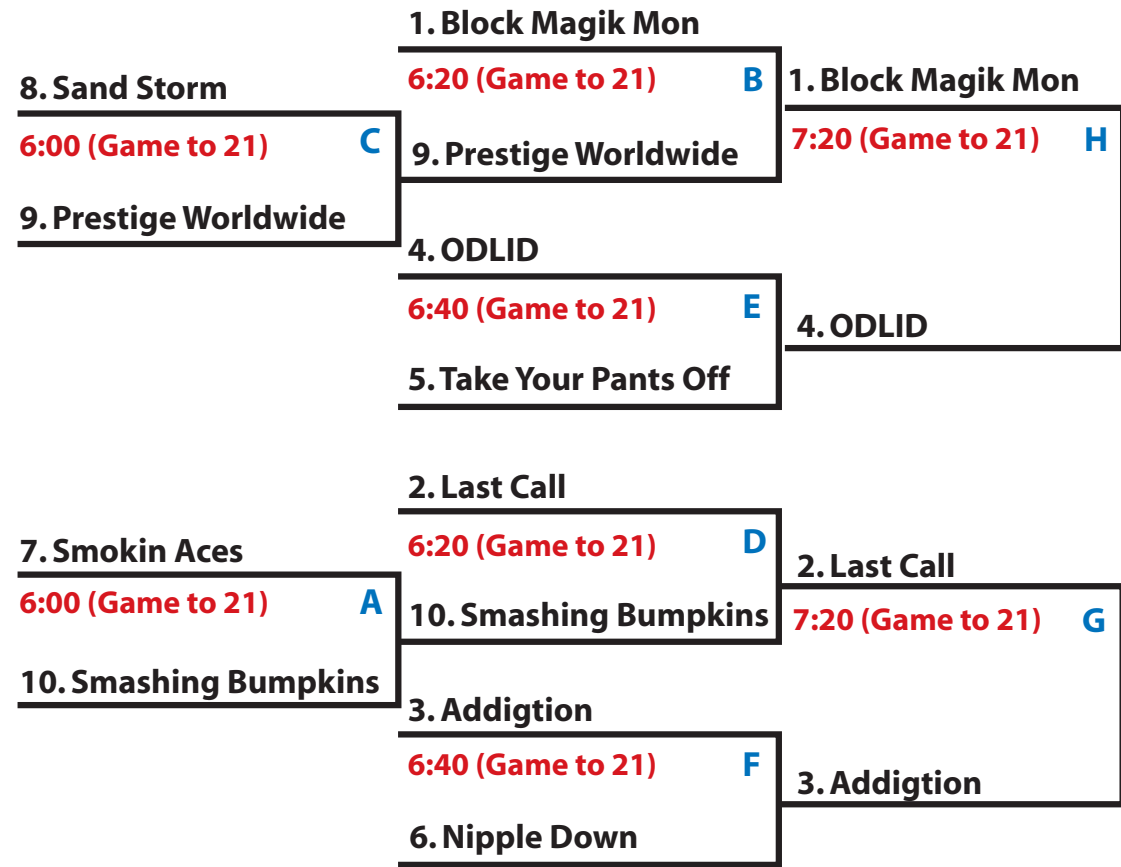 1. Block Magik Mon
8. Sand Storm
6:20 (Game to 21) B
1. Block Magik Mon
6:00 (Game to 21) C
9. Prestige Worldwide
7:20 (Game to 21) H
9. Prestige Worldwide
4. ODLID
6:40 (Game to 21) E
4. ODLID
5. Take Your Pants Off
2. Last Call
7. Smokin Aces
6:20 (Game to 21) D
2. Last Call
6:00 (Game to 21) A
10. Smashing Bumpkins
7:20 (Game to 21) G
10. Smashing Bumpkins
3. Addigtion
6:40 (Game to 21) F
3. Addigtion
6. Nipple Down